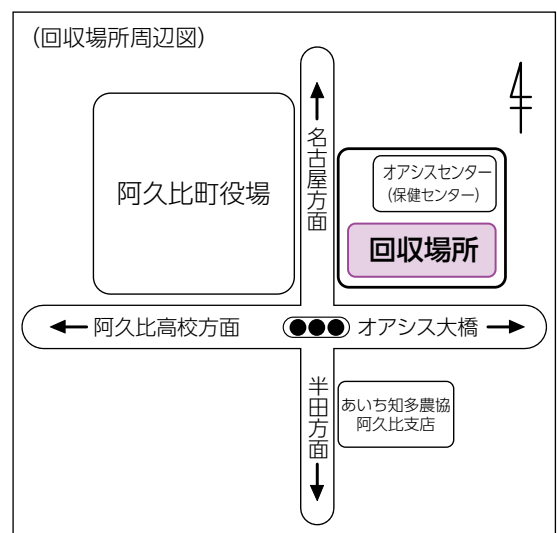 (回収場所周辺図)
名古屋方面
阿久比町役場
オアシスセンター
(保健センター)
回収場所
阿久比高校方面
オアシス大橋
半田方面
あいち知多農協
阿久比支店